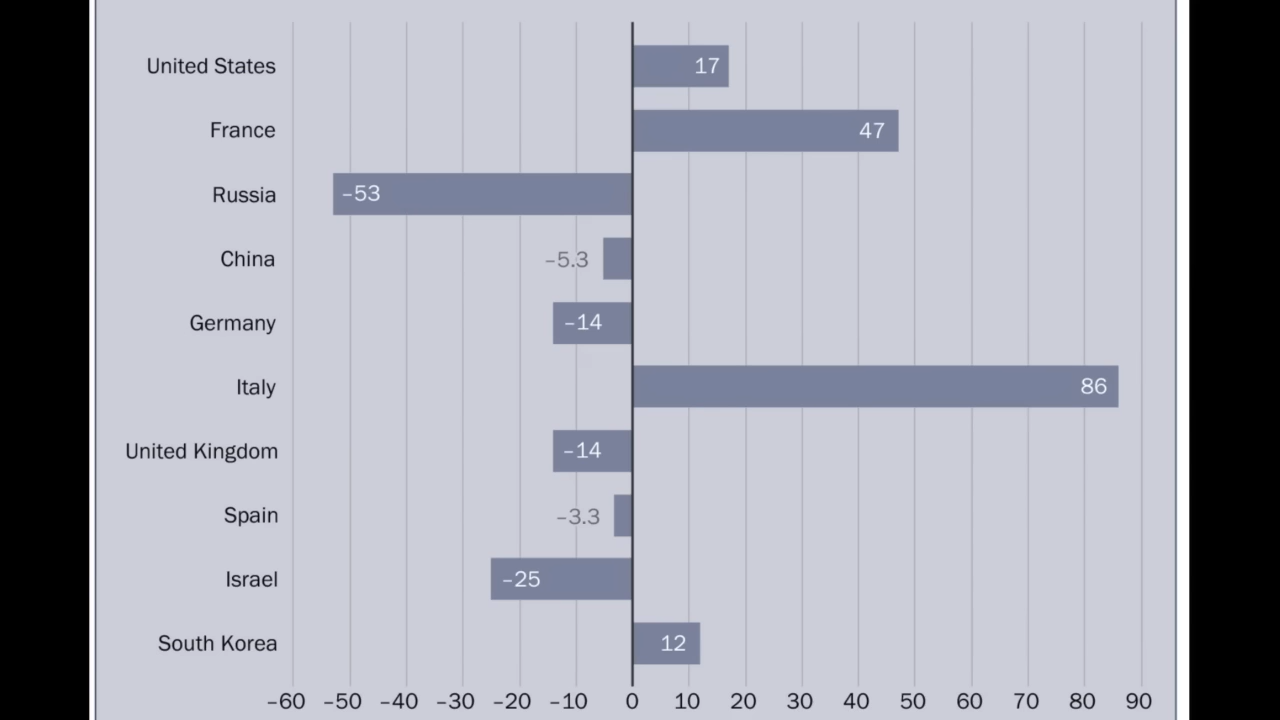 United States 17
France 47
Russia –53
China –5.3
Germany –14
Italy 86
United Kingdom –14
Spain –3.3
Israel –25
South Korea 12
–60 –50 –40 –30 –20 –10 0 10 20 30 40 50 60 70 80 90